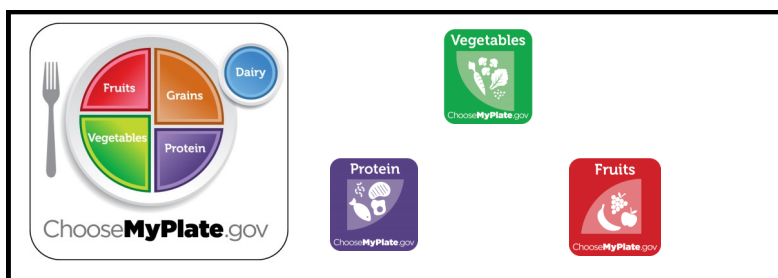 Fruits
Grains
Dairy
Vegetables
Protein
ChooseMyPlate.gov
Vegetables
ChooseMyPlate.gov
Protein
ChooseMyPlate.gov
Fruits
ChooseMyPlate.gov